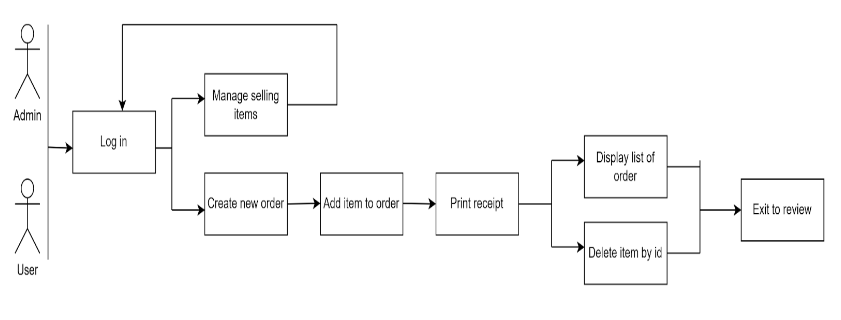 Admin
User
Log in
Manage selling
items
Create new order
Add item to order
Print receipt
Display list of
order
Delete item by id
Exit to review